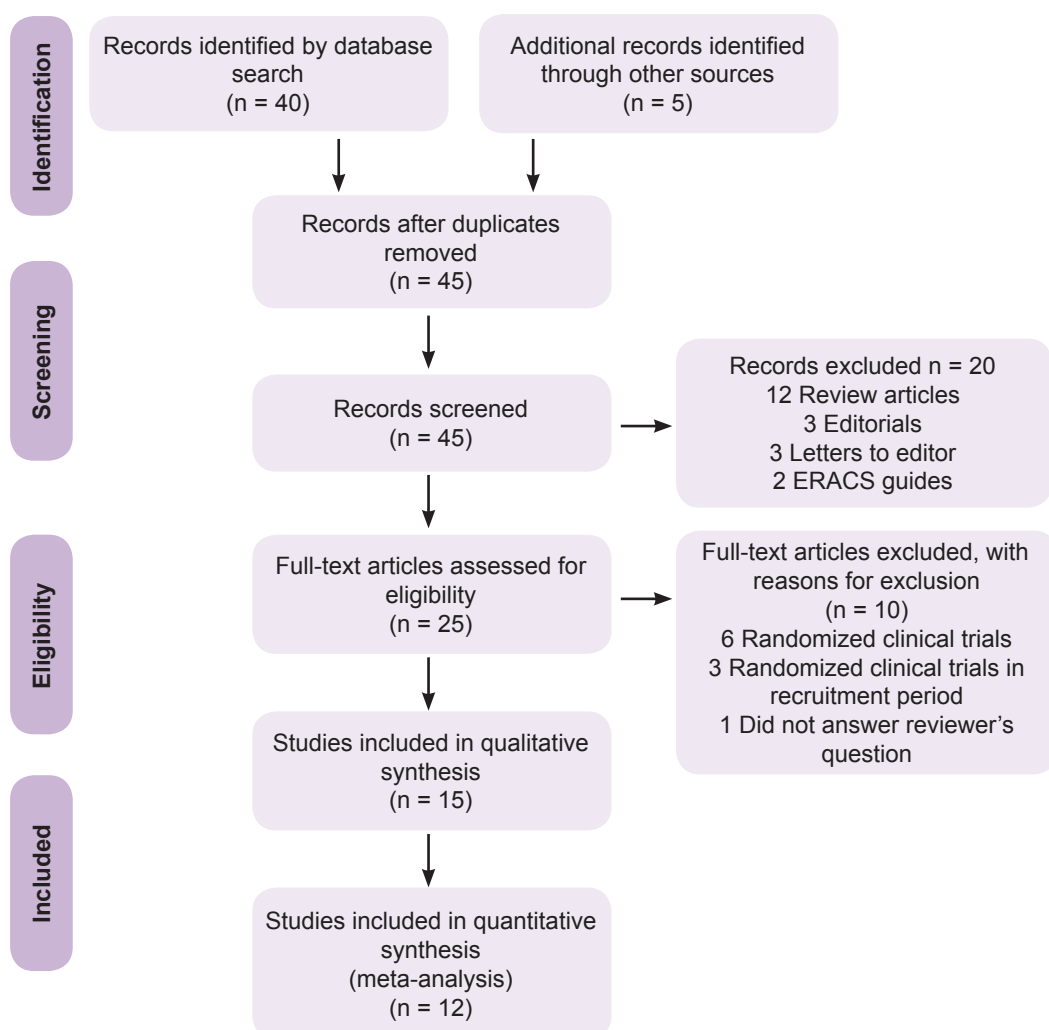 Identification
Records identified by database
search
(n = 40)
Additional records identified
through other sources
(n = 5)
Records after duplicates
removed
(n = 45)
Screening
Records screened
(n = 45)
Records excluded n = 20
12 Review articles
3 Editorials
3 Letters to editor
2 ERACS guides
Eligibility
Full-text articles assessed for
eligibility
(n = 25)
Full-text articles excluded, with
reasons for exclusion
(n = 10)
6 Randomized clinical trials
3 Randomized clinical trials in
recruitment period
1 Did not answer reviewer's
question
Studies included in qualitative
synthesis
(n = 15)
Included
Studies included in quantitative
synthesis
(meta-analysis)
(n = 12)